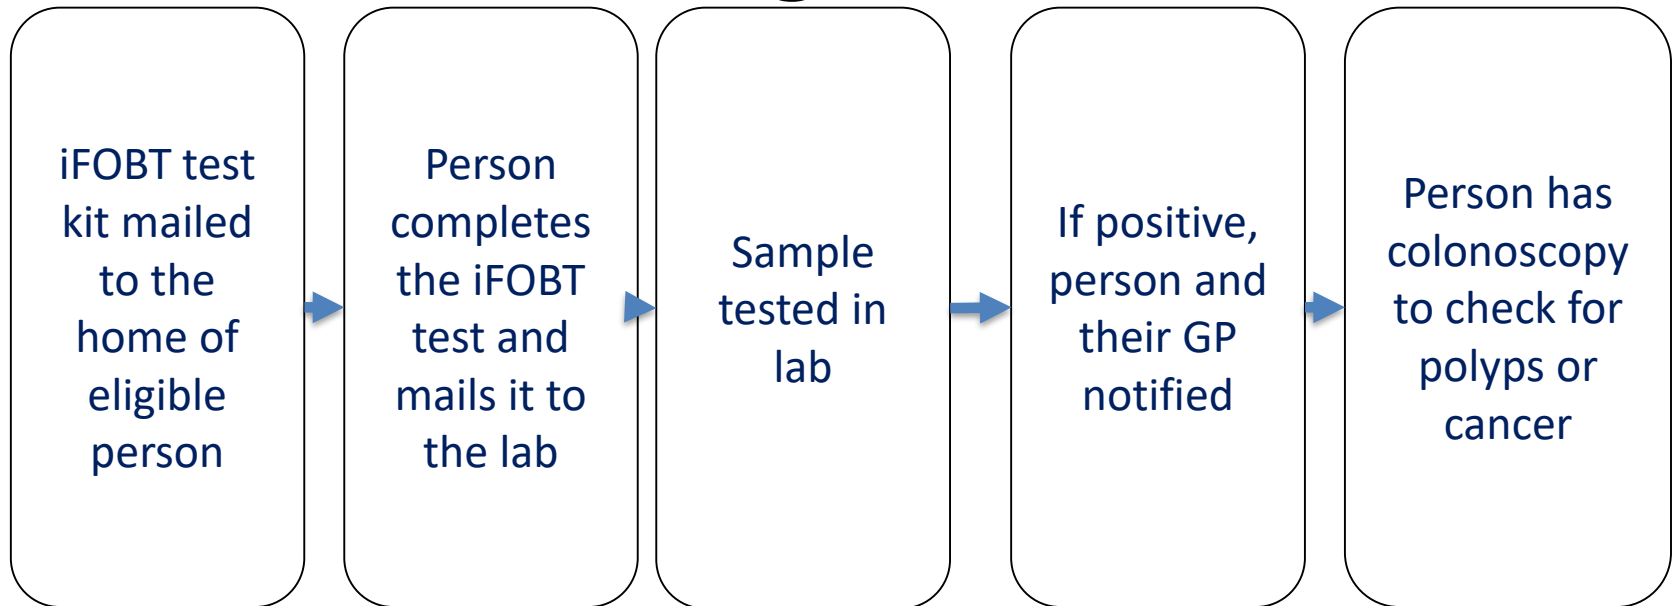 iFOBT test
kit mailed
to the
home of
eligible
person
Person
completes
the iFOBT
test and
mails it to
the lab
Sample
tested in
lab
If positive,
person and
their GP
notified
Person has
colonoscopy
to check for
polyps or
cancer